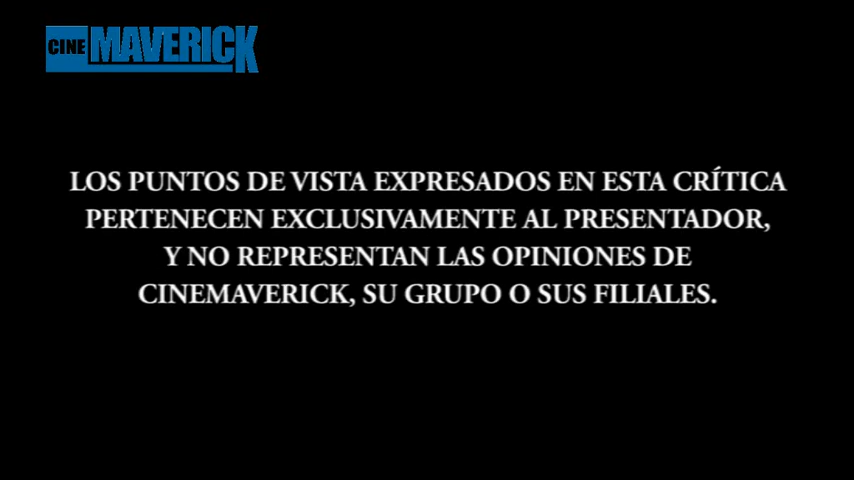 CINE MAVERICK
LOS PUNTOS DE VISTA EXPRESADOS EN ESTA CRÍTICA
PERTENECEN EXCLUSIVAMENTE AL PRESENTADOR,
Y NO REPRESENTAN LAS OPINIONES DE
CINEMAVERICK, SU GRUPO O SUS FILIALES.